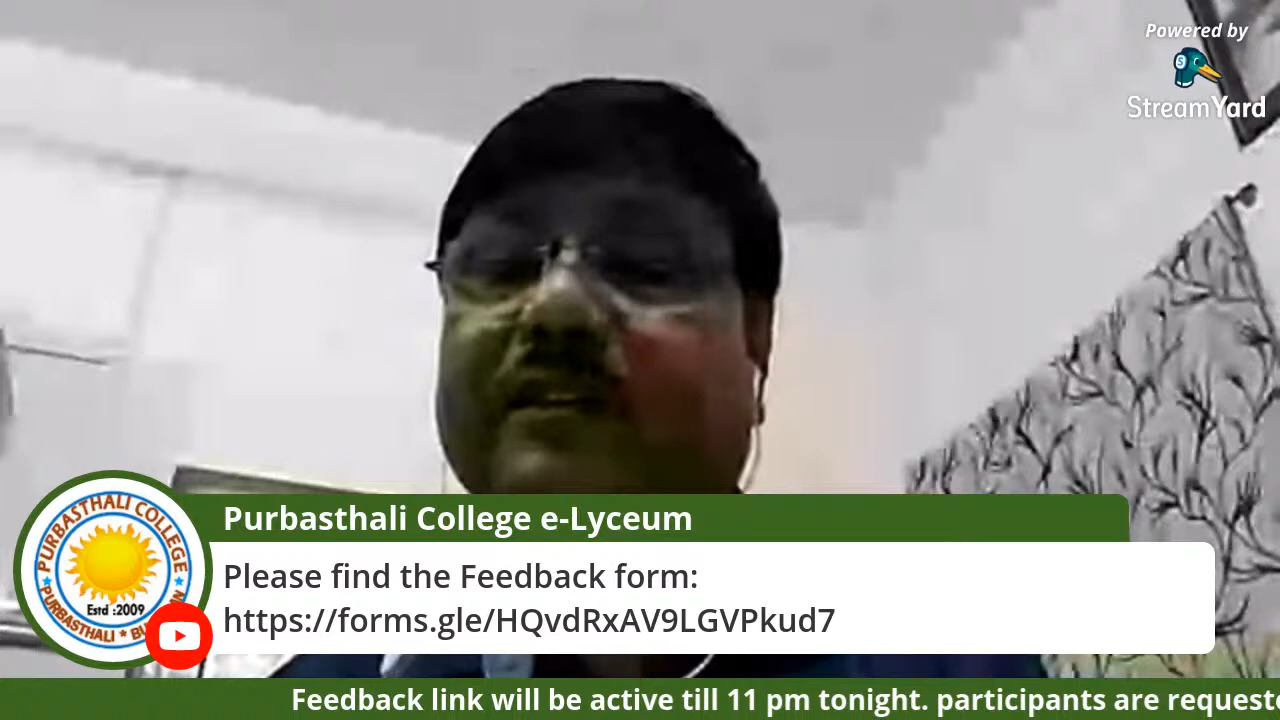 Powered by
StreamYard
PURBASTHALI COLLEGE
Estd :2009
PURBASTHALI *
Purbasthali College e-Lyceum
Please find the Feedback form:
https://forms.gle/HQvdRxAV9LGVPkud7
Feedback link will be active till 11 pm tonight. participants are